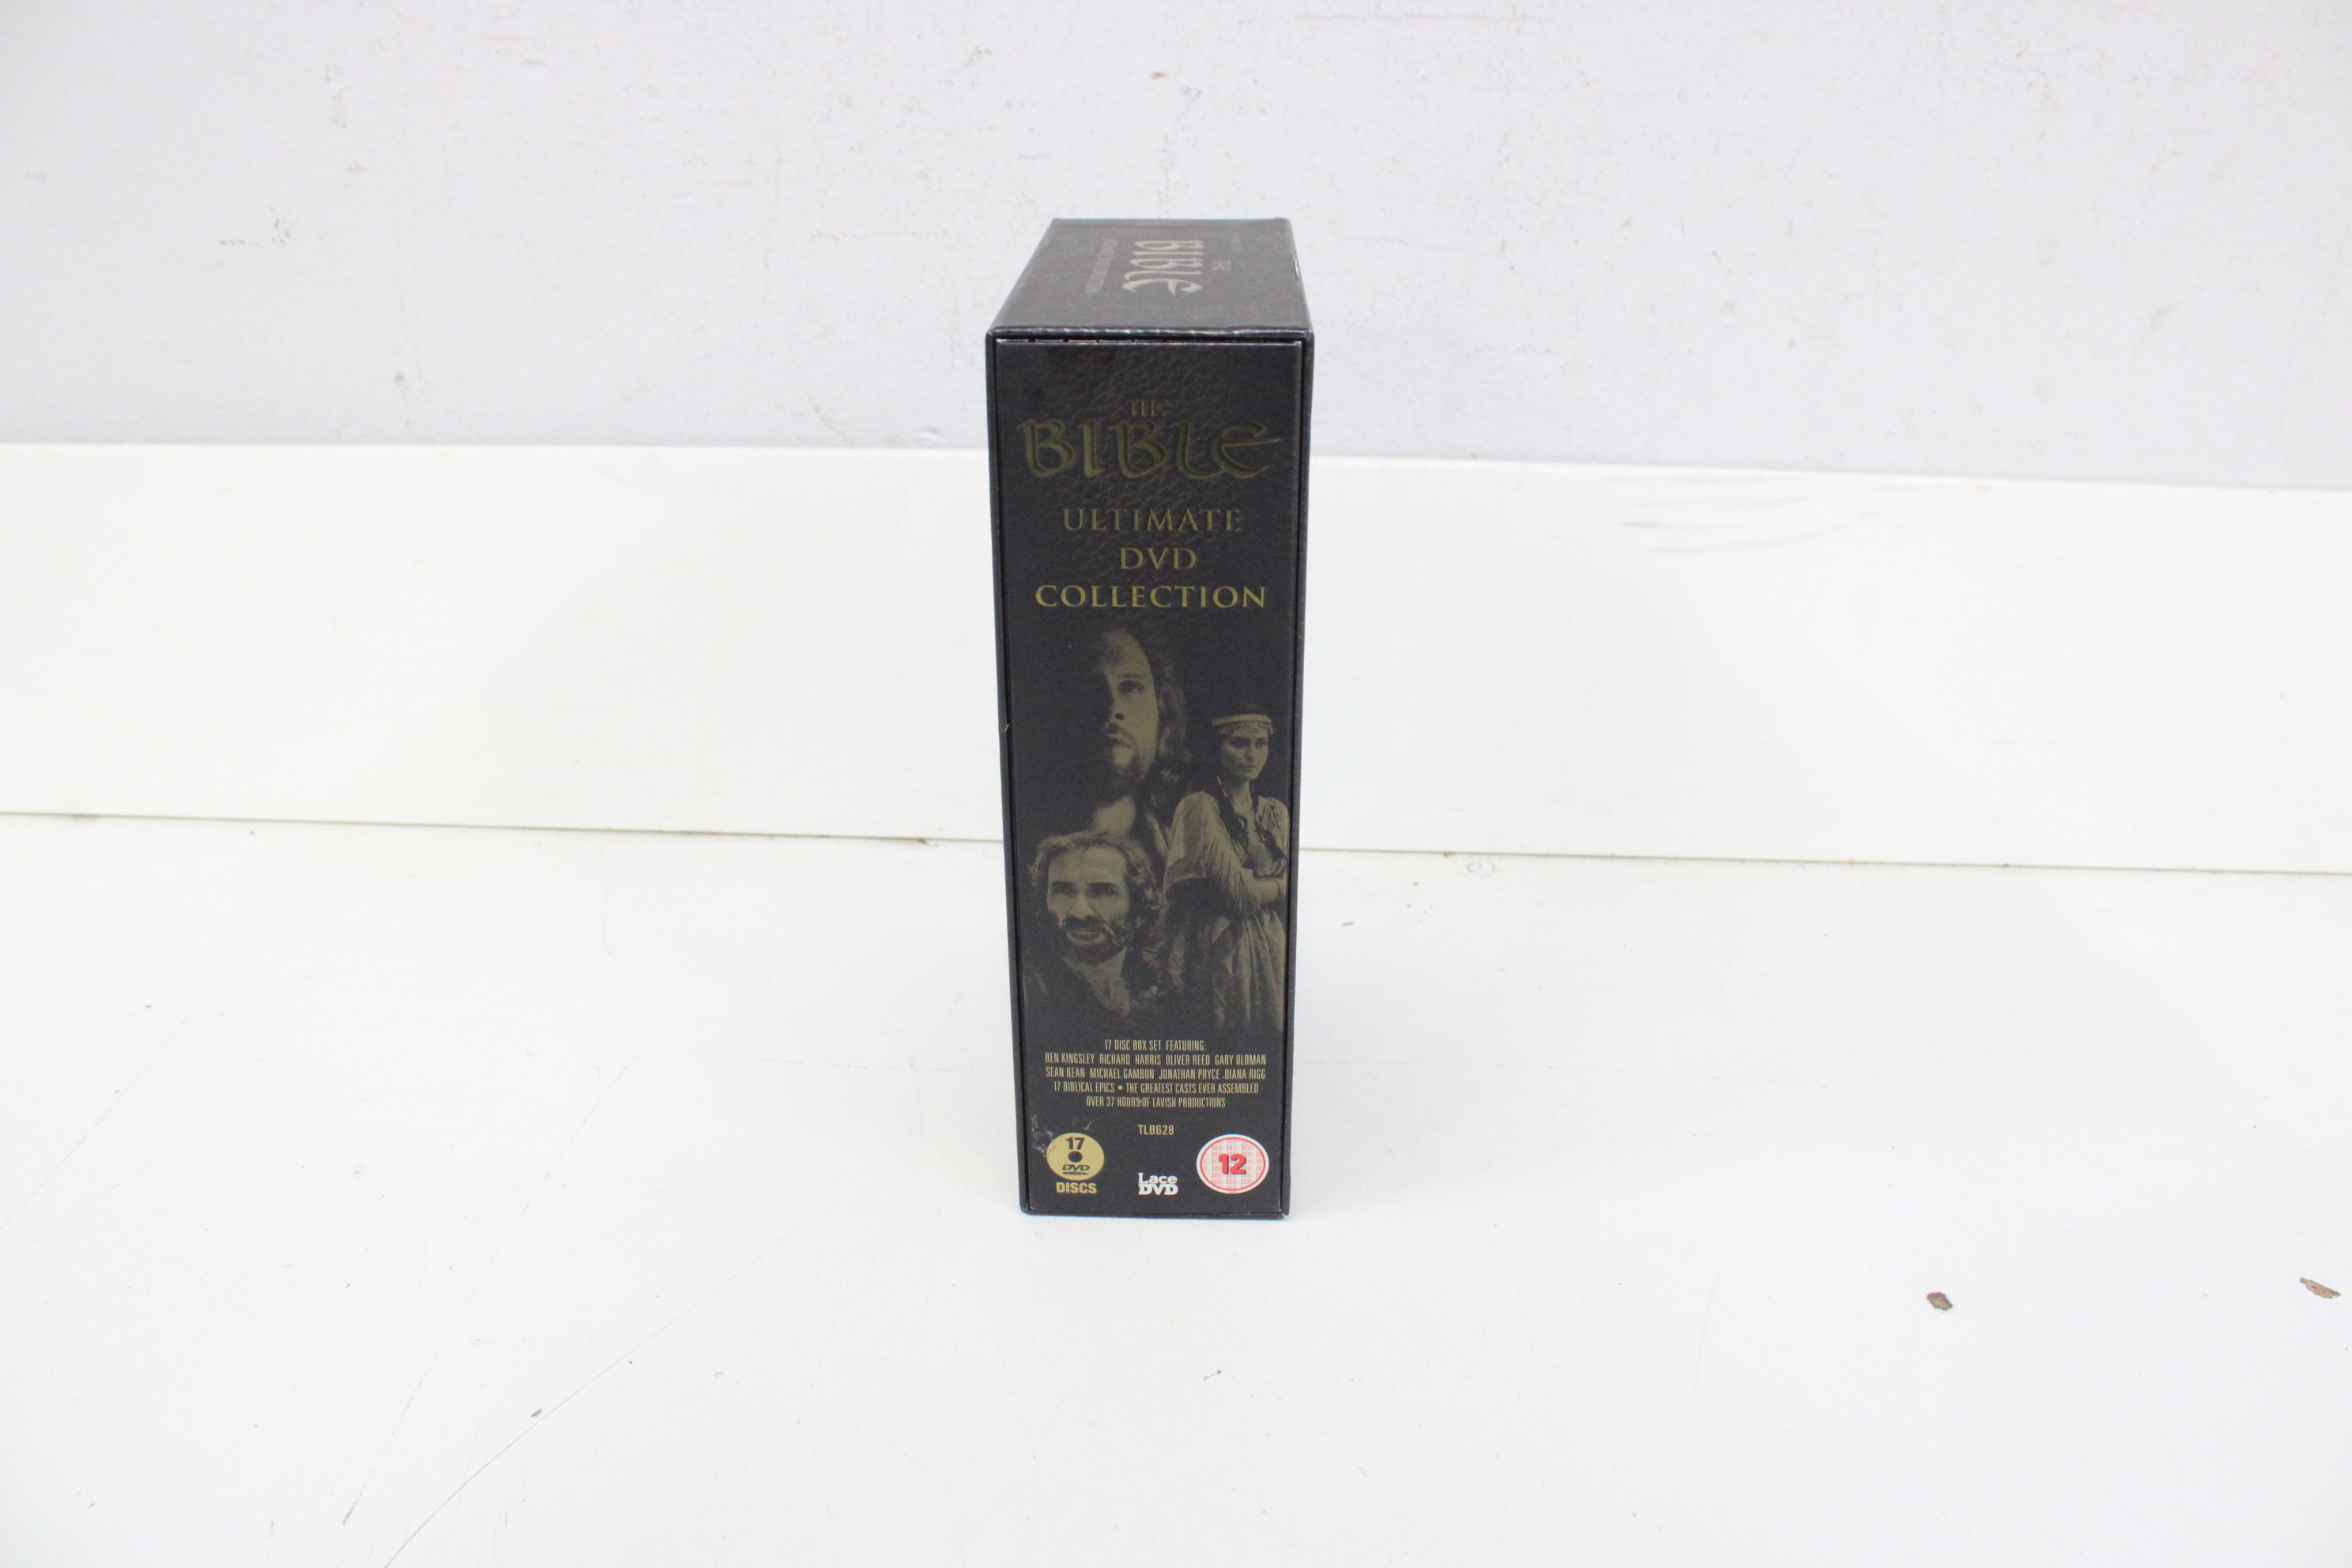 THE
BIBLE
THE
BIBLE
ULTIMATE
DVD
COLLECTION
17 DISC BOX SET FEATURING:
BEN KINGSLEY RICHARD HARRIS OLIVER REED GARY OLDMAN
SEAN BEAN MICHAEL GAMBON JONATHAN PRYCE DIANA RIGG
17 BIBLICAL EPICS • THE GREATEST CASTS EVER ASSEMBLED
OVER 37 HOURS OF LAVISH PRODUCTIONS
TLB628
17
DVD
DISCS
Lace
DVD
12